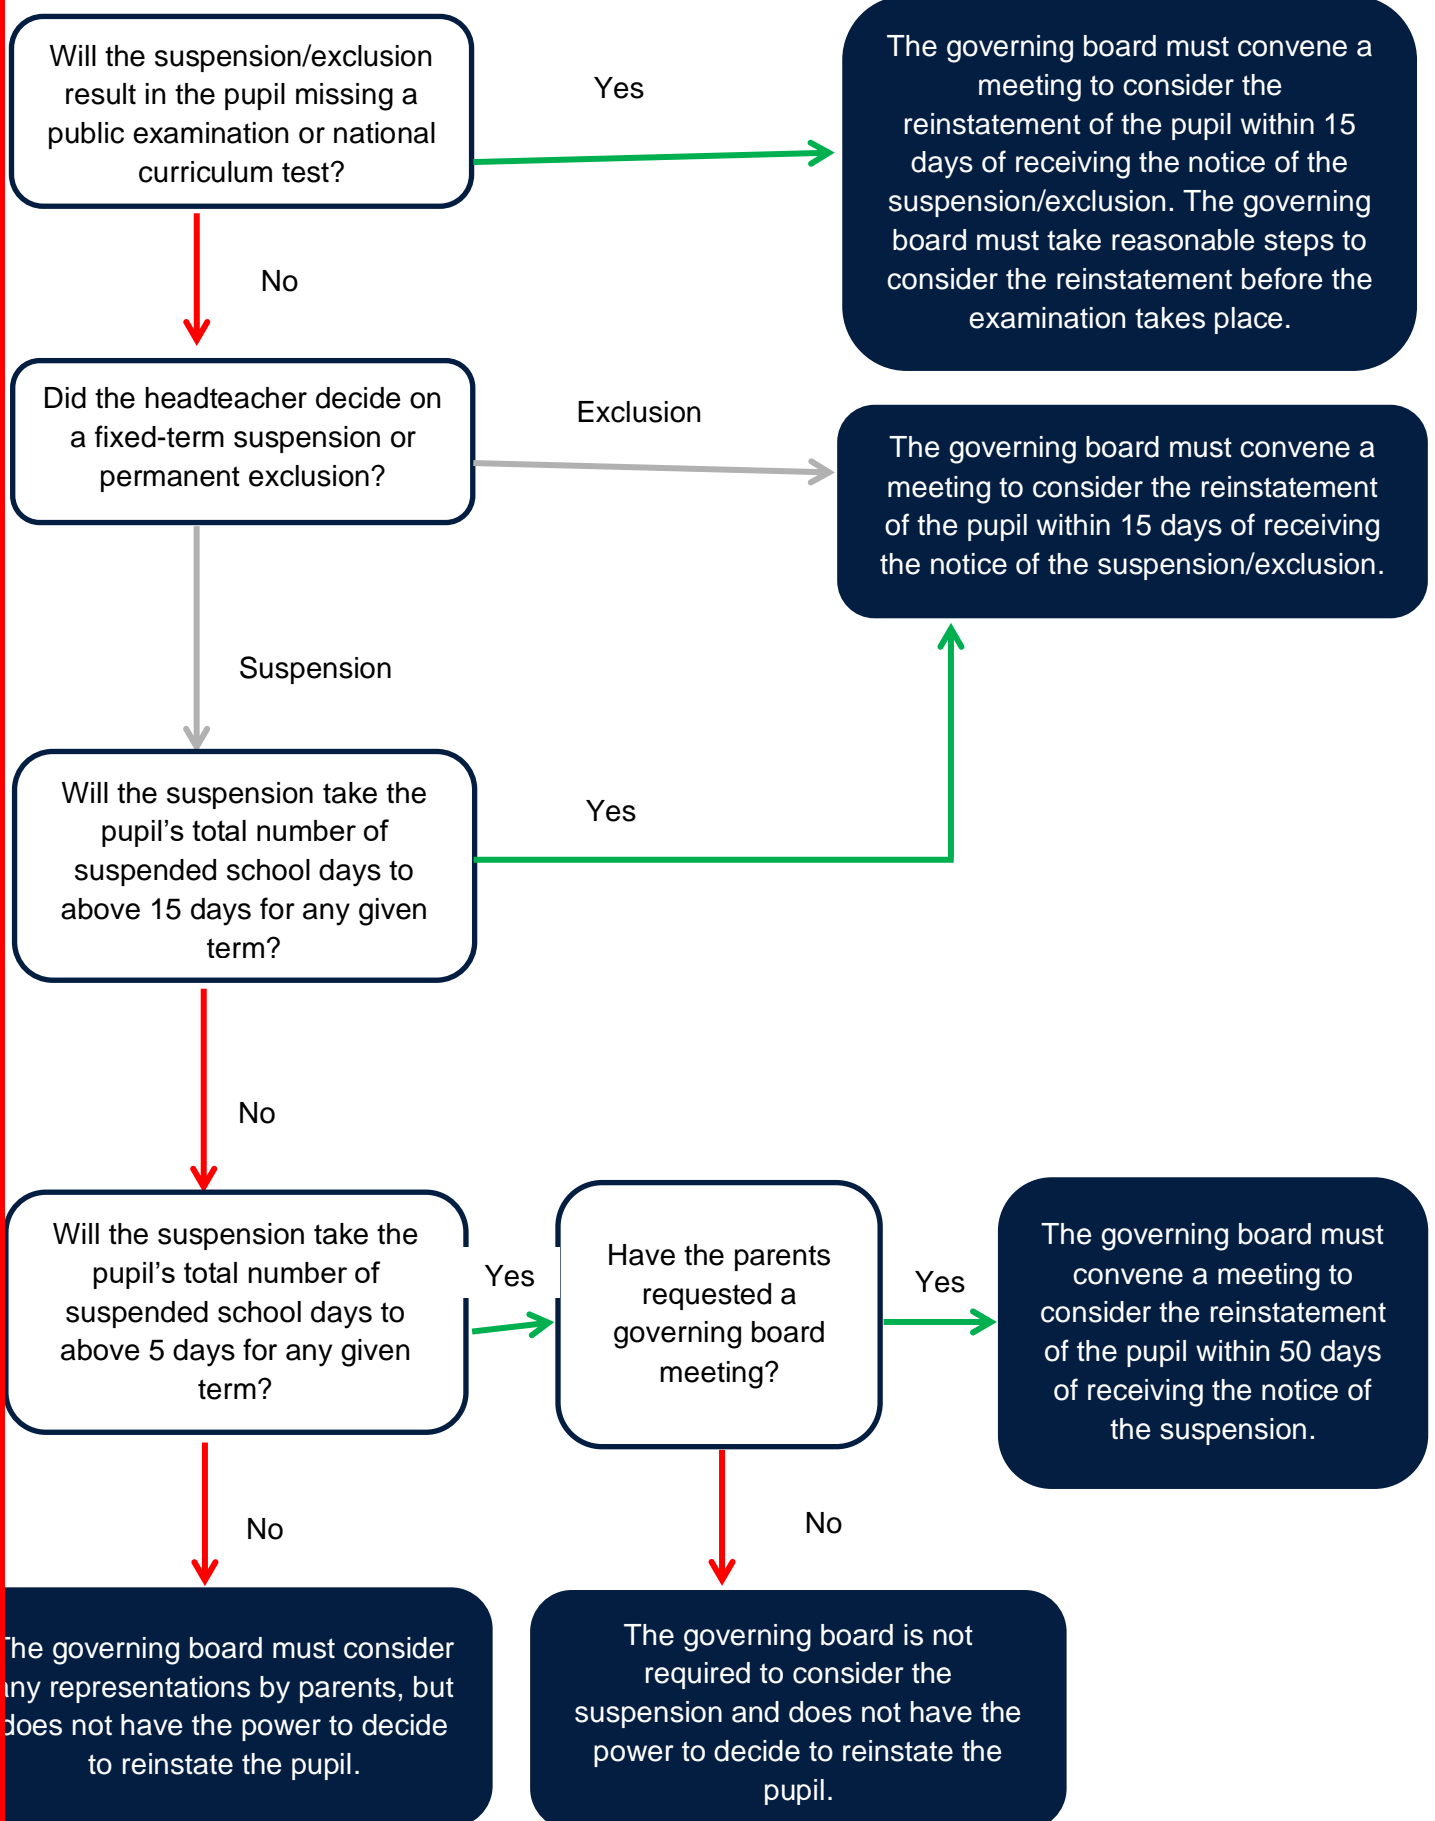 Will the suspension/exclusion
result in the pupil missing a
public examination or national
curriculum test?
Yes
The governing board must convene a
meeting to consider the
reinstatement of the pupil within 15
days of receiving the notice of the
suspension/exclusion. The governing
board must take reasonable steps to
consider the reinstatement before the
examination takes place.
No
Did the headteacher decide on
a fixed-term suspension or
permanent exclusion?
Exclusion
The governing board must convene a
meeting to consider the reinstatement
of the pupil within 15 days of receiving
the notice of the suspension/exclusion.
Suspension
Will the suspension take the
pupil’s total number of
suspended school days to
above 15 days for any given
term?
Yes
No
Will the suspension take the
pupil’s total number of
suspended school days to
above 5 days for any given
term?
Yes
Have the parents
requested a
governing board
meeting?
Yes
The governing board must
convene a meeting to
consider the reinstatement
of the pupil within 50 days
of receiving the notice of
the suspension.
No
No
The governing board must consider
any representations by parents, but
does not have the power to decide
to reinstate the pupil.
The governing board is not
required to consider the
suspension and does not have the
power to decide to reinstate the
pupil.